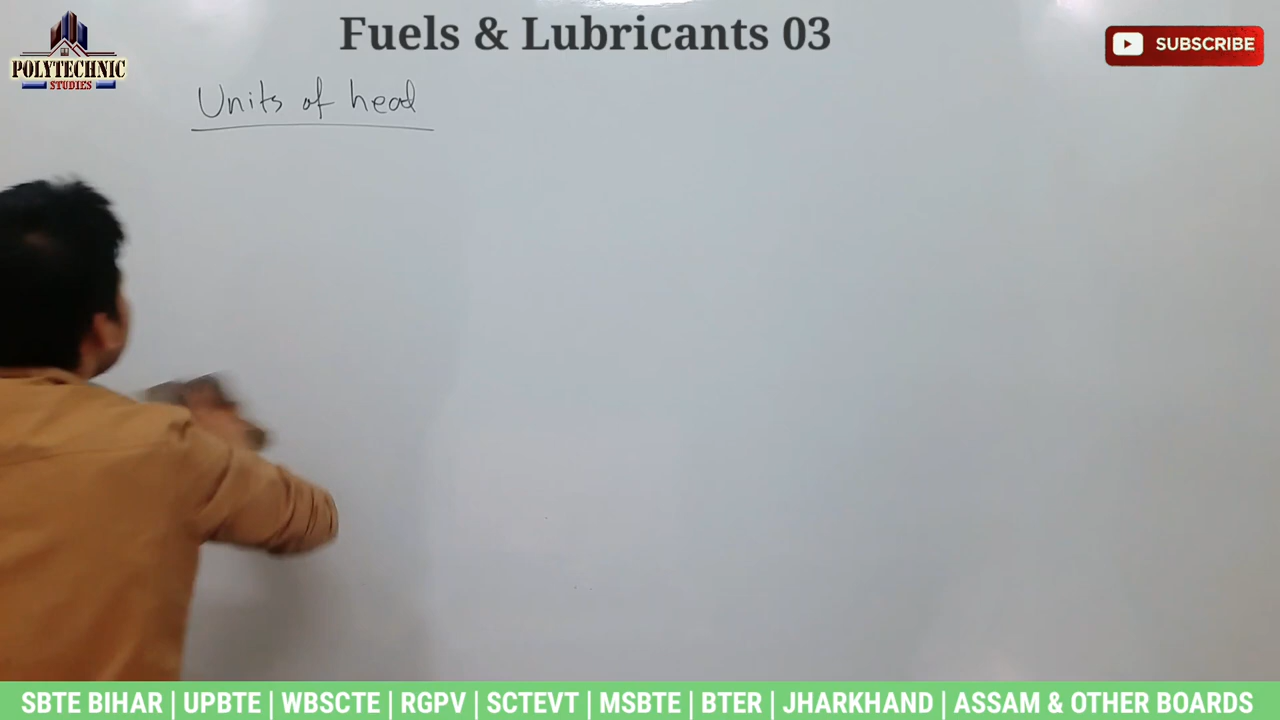 Fuels & Lubricants 03
POLYTECHNIC
STUDIES
SUBSCRIBE
Units of heat
SBTE BIHAR | UPBTE | WBSCTE | RGPV | SCTEVT | MSBTE | BTER | JHARKHAND | ASSAM & OTHER BOARDS